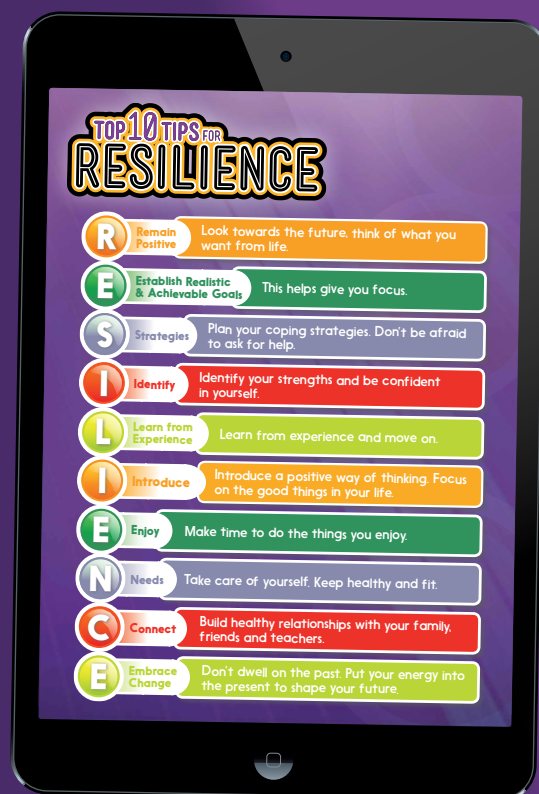 TOP 10 TIPS FOR
RESILIENCE
R
Remain
Positive
Look towards the future, think of what you
want from life.
E
Establish Realistic
& Achievable Goals
This helps give you focus.
S
Strategies
Plan your coping strategies. Don't be afraid
to ask for help.
I
Identify
Identify your strengths and be confident
in yourself.
L
Learn from
Experience
Learn from experience and move on.
I
Introduce
Introduce a positive way of thinking. Focus
on the good things in your life.
E
Enjoy
Make time to do the things you enjoy.
N
Needs
Take care of yourself. Keep healthy and fit.
C
Connect
Build healthy relationships with your family,
friends and teachers.
E
Embrace
Change
Don't dwell on the past. Put your energy into
the present to shape your future.